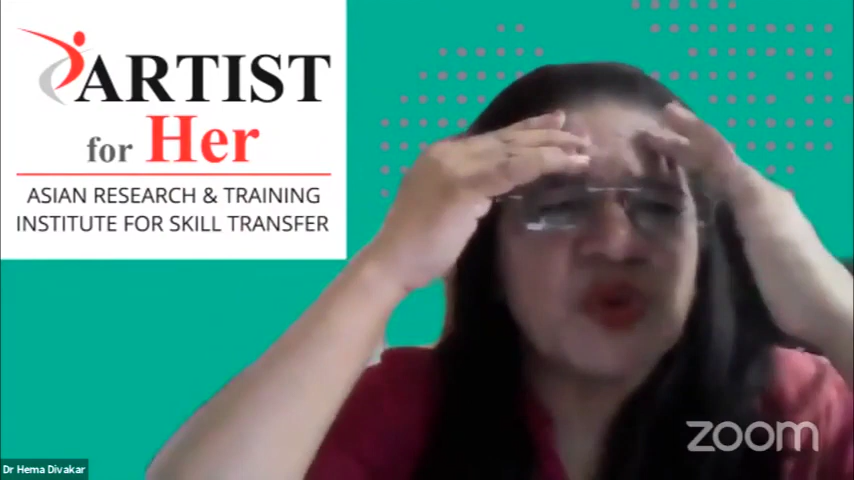 ARTIST
for Her
ASIAN RESEARCH & TRAINING
INSTITUTE FOR SKILL TRANSFER
zoom
Dr Hema Divakar